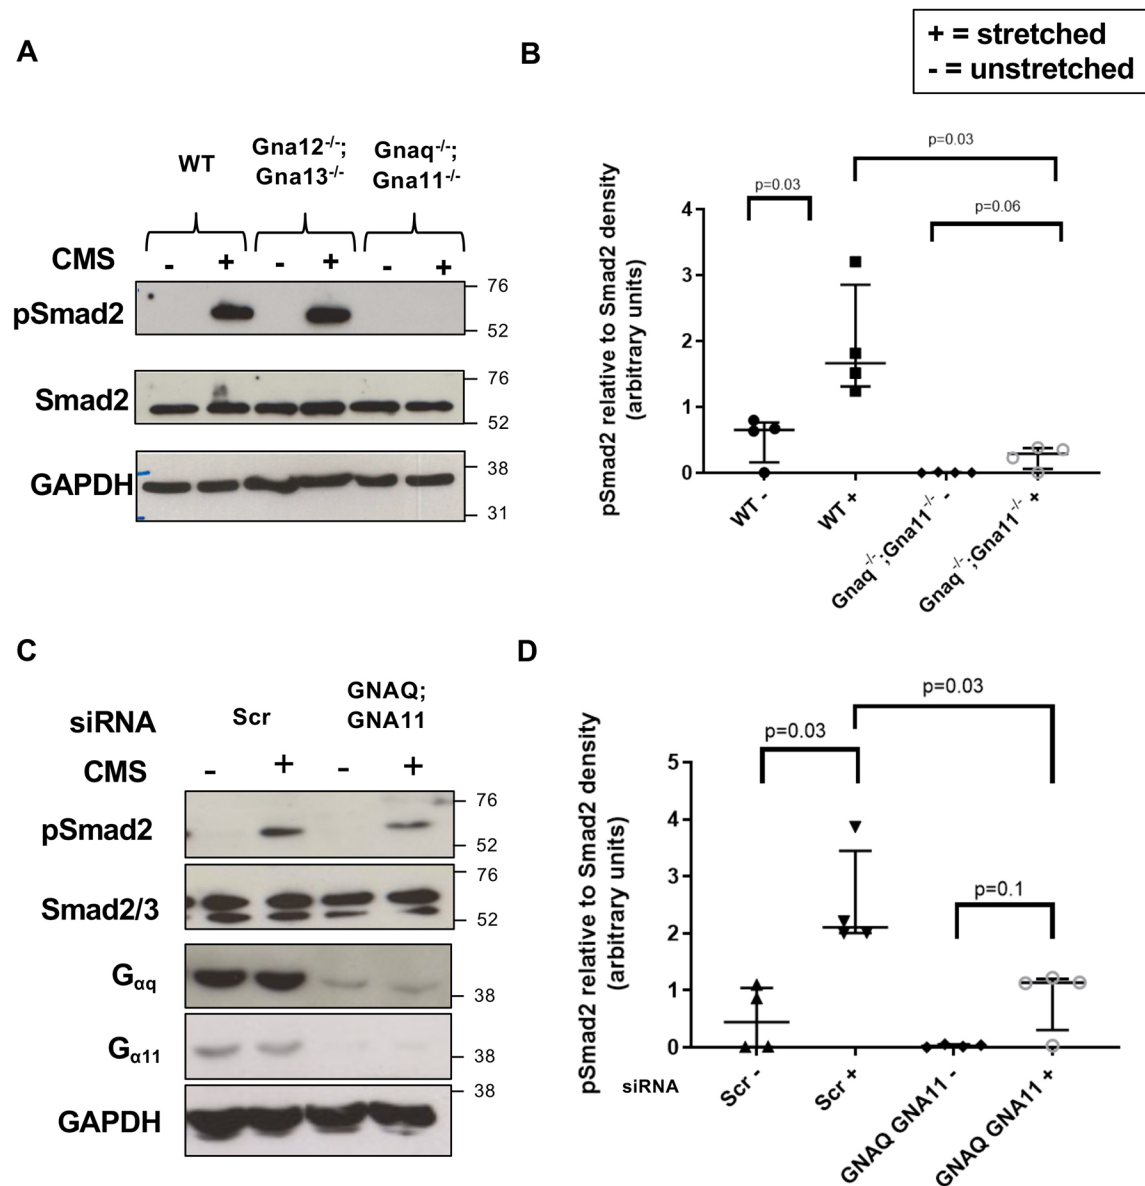 + = stretched
- = unstretched
A
WT
Gna12-/-;
Gna13-/-
Gnaq-/-;
Gna11-/-
CMS - + - + - +
pSmad2
76
52
Smad2
76
52
GAPDH
38
31
B
p=0.03
p=0.03
p=0.06
pSmad2 relative to Smad2 density
(arbitrary units)
4
3
2
1
0
WT -
WT +
Gnaq-/-;Gna11-/- -
Gnaq-/-;Gna11-/- +
C
siRNA
Scr
GNAQ;
GNA11
CMS - + - +
pSmad2
76
52
Smad2/3
76
52
Gαq
38
Gα11
38
GAPDH
38
D
p=0.03
p=0.03
p=0.1
pSmad2 relative to Smad2 density
(arbitrary units)
5
4
3
2
1
0
siRNA
Scr -
Scr +
GNAQ GNA11 -
GNAQ GNA11 +